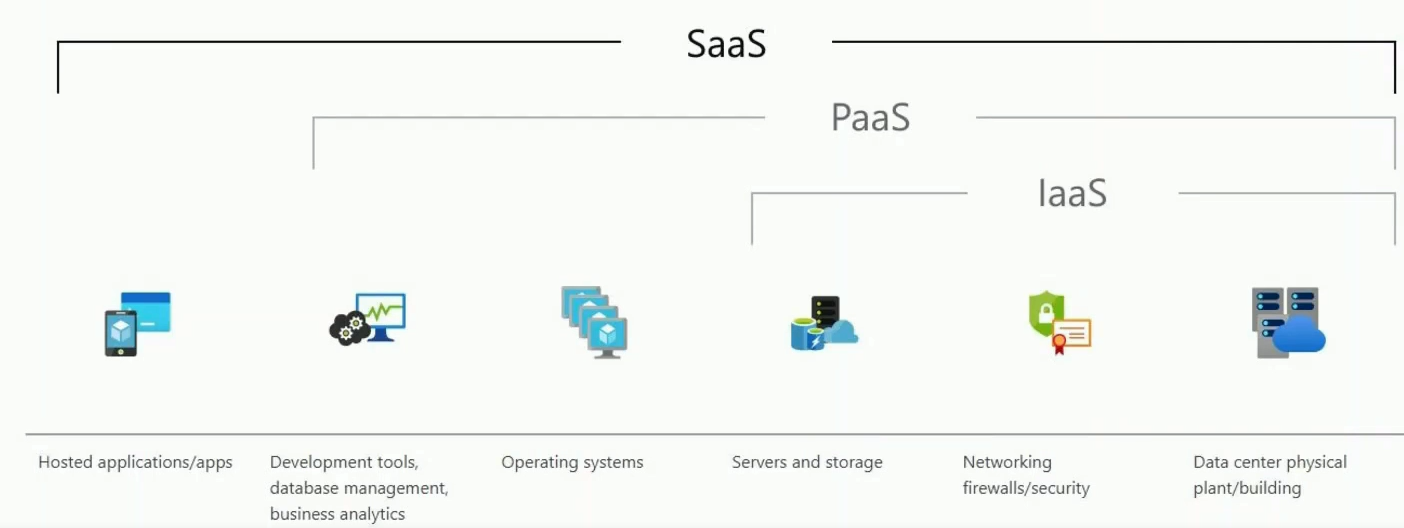 SaaS
PaaS
IaaS
Hosted applications/apps
Development tools,
database management,
business analytics
Operating systems
Servers and storage
Networking
firewalls/security
Data center physical
plant/building